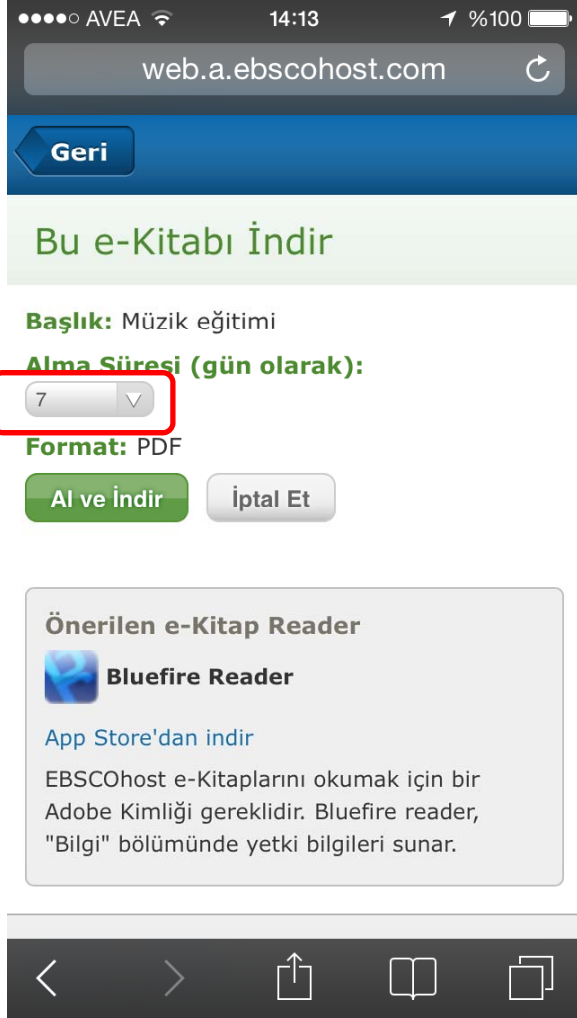 AVEA 14:13 %100
web.a.ebscohost.com
Geri
Bu e-Kitabı İndir
Başlık: Müzik eğitimi
Alma Süresi (gün olarak):
7
Format: PDF
Al ve İndir İptal Et
Önerilen e-Kitap Reader
Bluefire Reader
App Store'dan indir
EBSCOhost e-Kitaplarını okumak için bir
Adobe Kimliği gereklidir. Bluefire reader,
"Bilgi" bölümünde yetki bilgileri sunar.